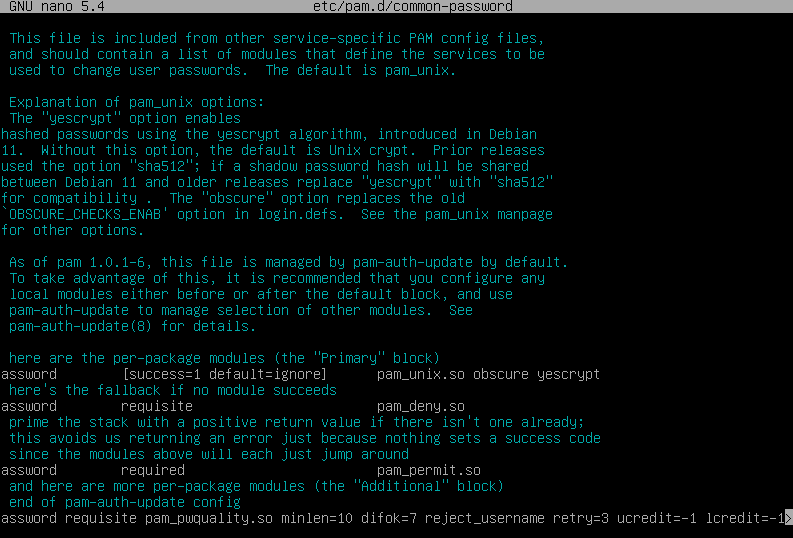 GNU nano 5.4 etc/pam.d/common-password
This file is included from other service-specific PAM config files,
and should contain a list of modules that define the services to be
used to change user passwords.  The default is pam_unix.
Explanation of pam_unix options:
The "yescrypt" option enables
hashed passwords using the yescrypt algorithm, introduced in Debian
11.  Without this option, the default is Unix crypt.  Prior releases
used the option "sha512"; if a shadow password hash will be shared
between Debian 11 and older releases replace "yescrypt" with "sha512"
for compatibility .  The "obscure" option replaces the old
`OBSCURE_CHECKS_ENAB' option in login.defs.  See the pam_unix manpage
for other options.
As of pam 1.0.1-6, this file is managed by pam-auth-update by default.
To take advantage of this, it is recommended that you configure any
local modules either before or after the default block, and use
pam-auth-update to manage selection of other modules.  See
pam-auth-update(8) for details.
here are the per-package modules (the "Primary" block)
assword [success=1 default=ignore] pam_unix.so obscure yescrypt
here's the fallback if no module succeeds
assword requisite pam_deny.so
prime the stack with a positive return value if there isn't one already;
this avoids us returning an error just because nothing sets a success code
since the modules above will each just jump around
assword required pam_permit.so
and here are more per-package modules (the "Additional" block)
end of pam-auth-update config
assword requisite pam_pwquality.so minlen=10 difok=7 reject_username retry=3 ucredit=-1 lcredit=-1>